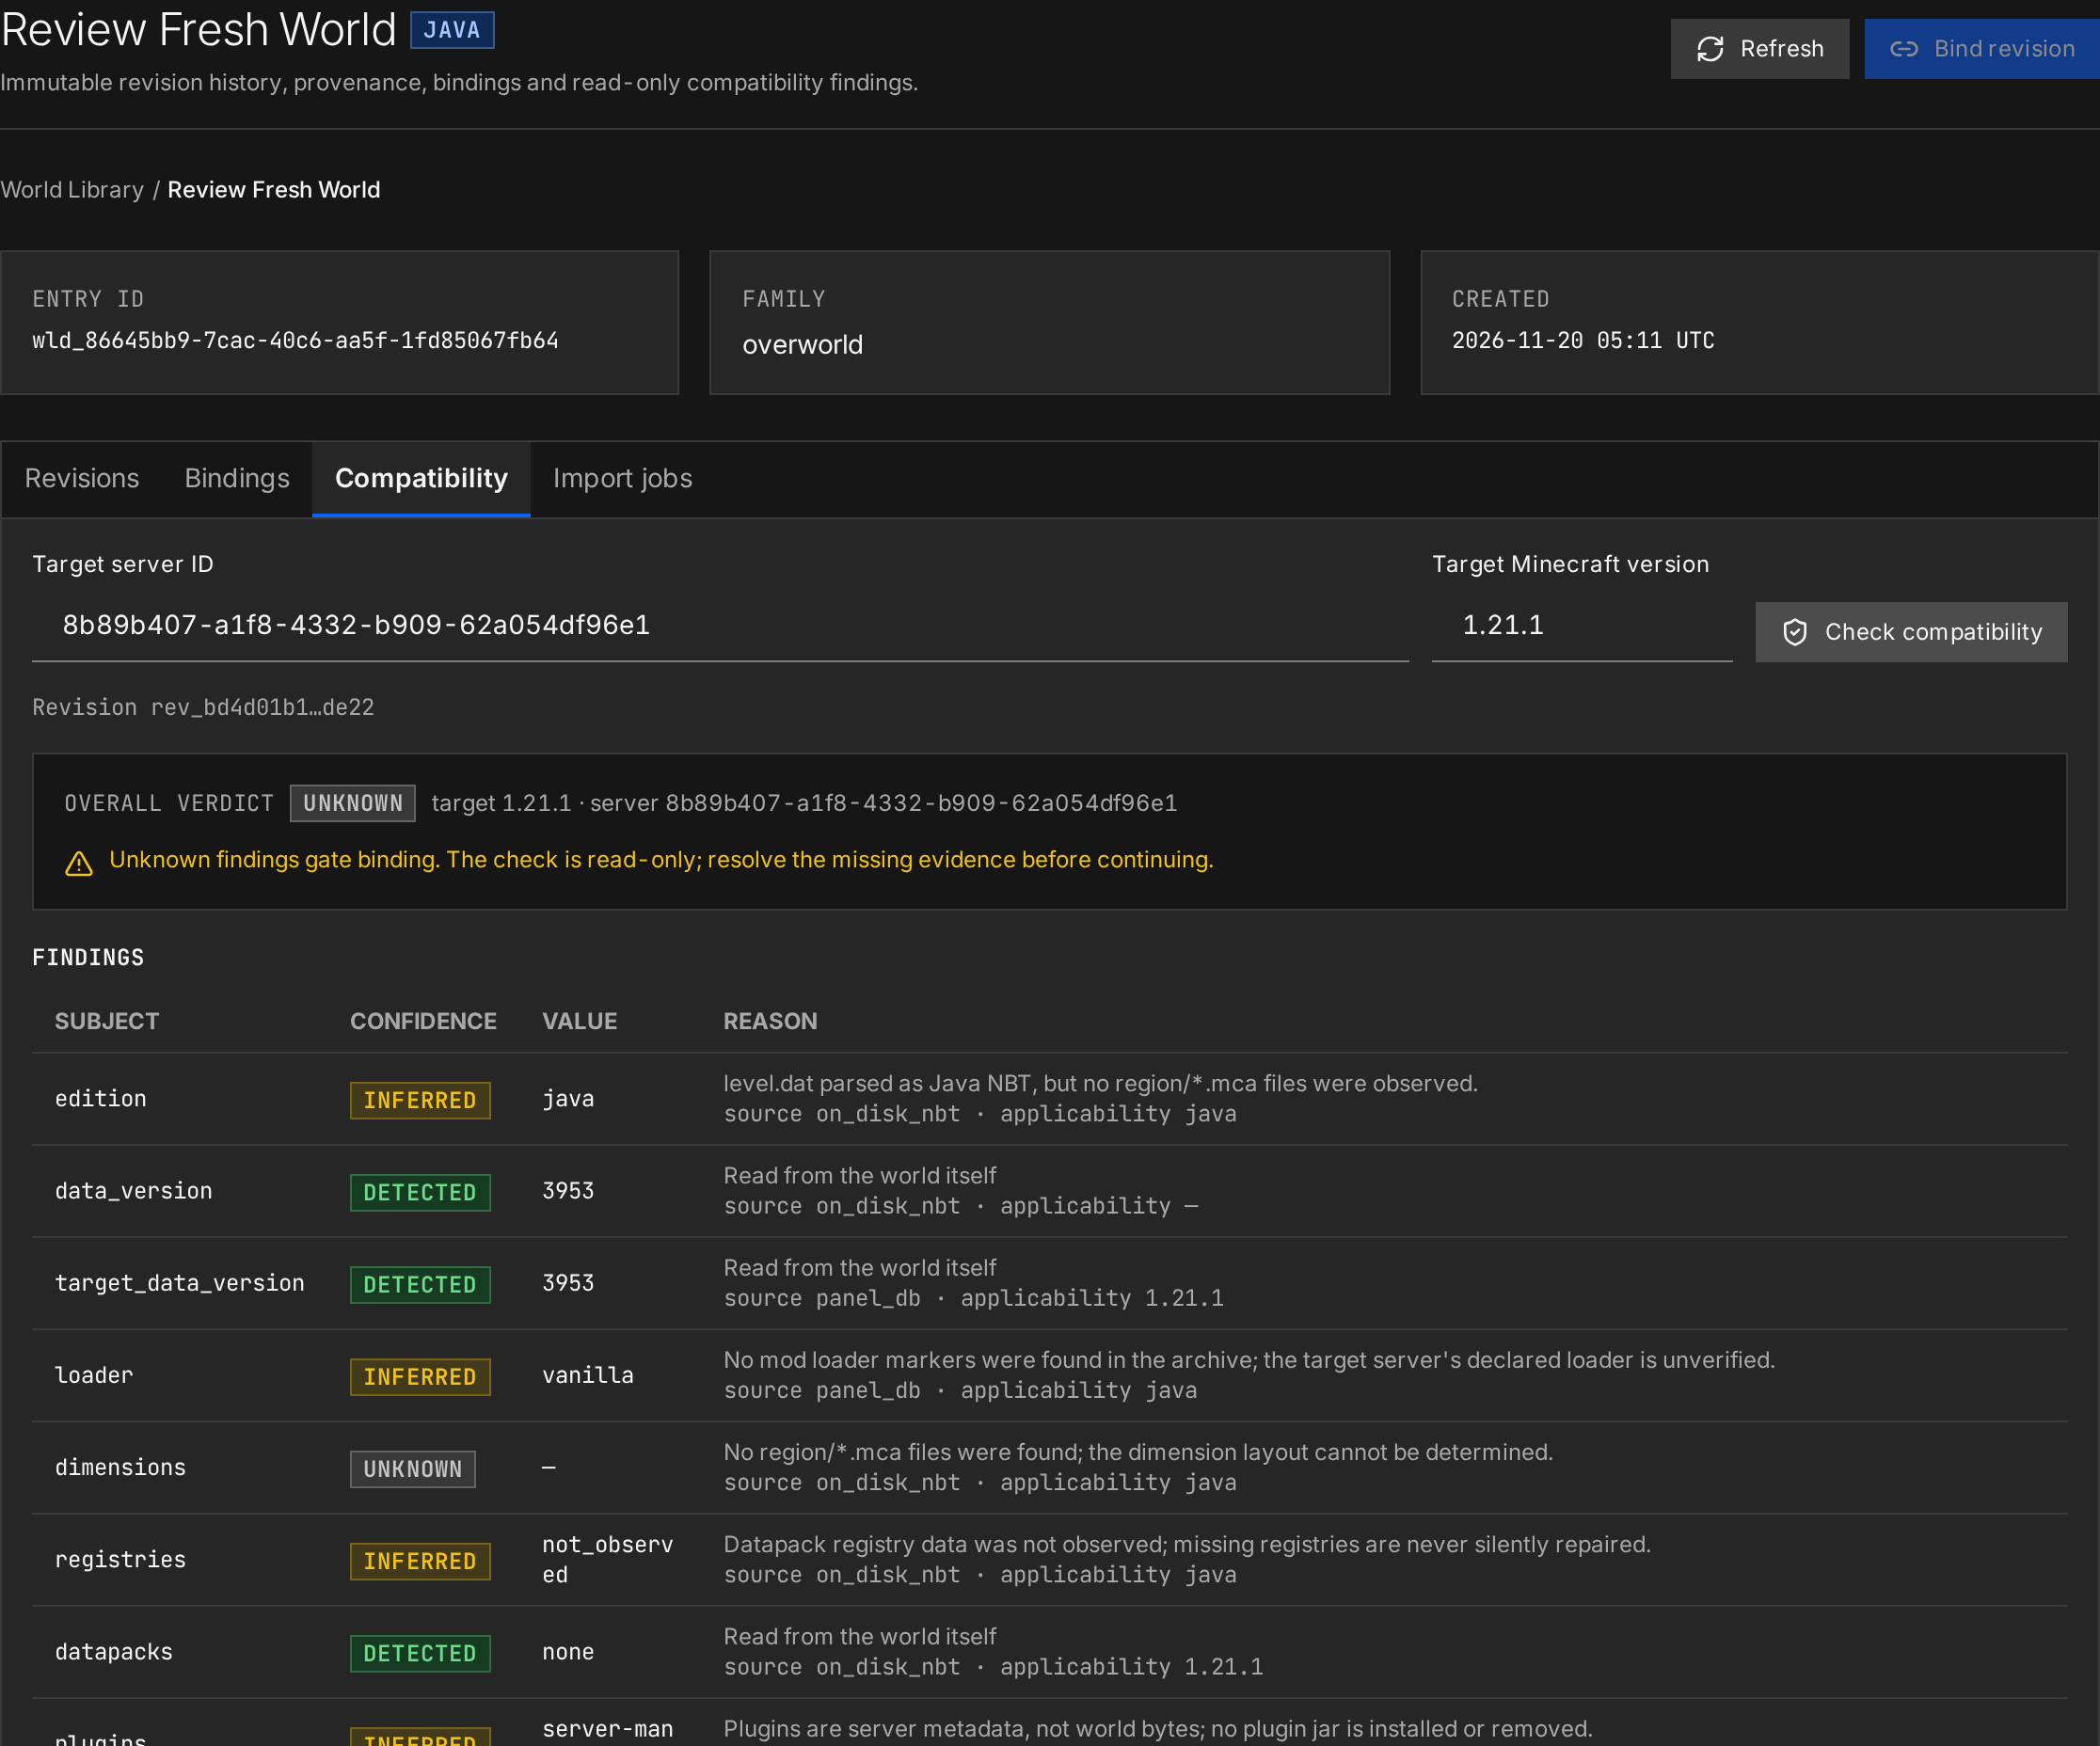 Review Fresh World JAVA
Refresh
Bind revision
Immutable revision history, provenance, bindings and read-only compatibility findings.
World Library / Review Fresh World
ENTRY ID
wld_86645bb9-7cac-40c6-aa5f-1fd85067fb64
FAMILY
overworld
CREATED
2026-11-20 05:11 UTC
Revisions Bindings Compatibility Import jobs
Target server ID
8b89b407-a1f8-4332-b909-62a054df96e1
Target Minecraft version
1.21.1
Check compatibility
Revision rev_bd4d01b1…de22
OVERALL VERDICT UNKNOWN target 1.21.1 · server 8b89b407-a1f8-4332-b909-62a054df96e1
Unknown findings gate binding. The check is read-only; resolve the missing evidence before continuing.
FINDINGS
SUBJECT CONFIDENCE VALUE REASON
edition INFERRED java level.dat parsed as Java NBT, but no region/*.mca files were observed.
source on_disk_nbt · applicability java
data_version DETECTED 3953 Read from the world itself
source on_disk_nbt · applicability —
target_data_version DETECTED 3953 Read from the world itself
source panel_db · applicability 1.21.1
loader INFERRED vanilla No mod loader markers were found in the archive; the target server's declared loader is unverified.
source panel_db · applicability java
dimensions UNKNOWN — No region/*.mca files were found; the dimension layout cannot be determined.
source on_disk_nbt · applicability java
registries INFERRED not_observ Datapack registry data was not observed; missing registries are never silently repaired.
ed source on_disk_nbt · applicability java
datapacks DETECTED none Read from the world itself
source on_disk_nbt · applicability 1.21.1
plugins INFERRED server-man Plugins are server metadata, not world bytes; no plugin jar is installed or removed.